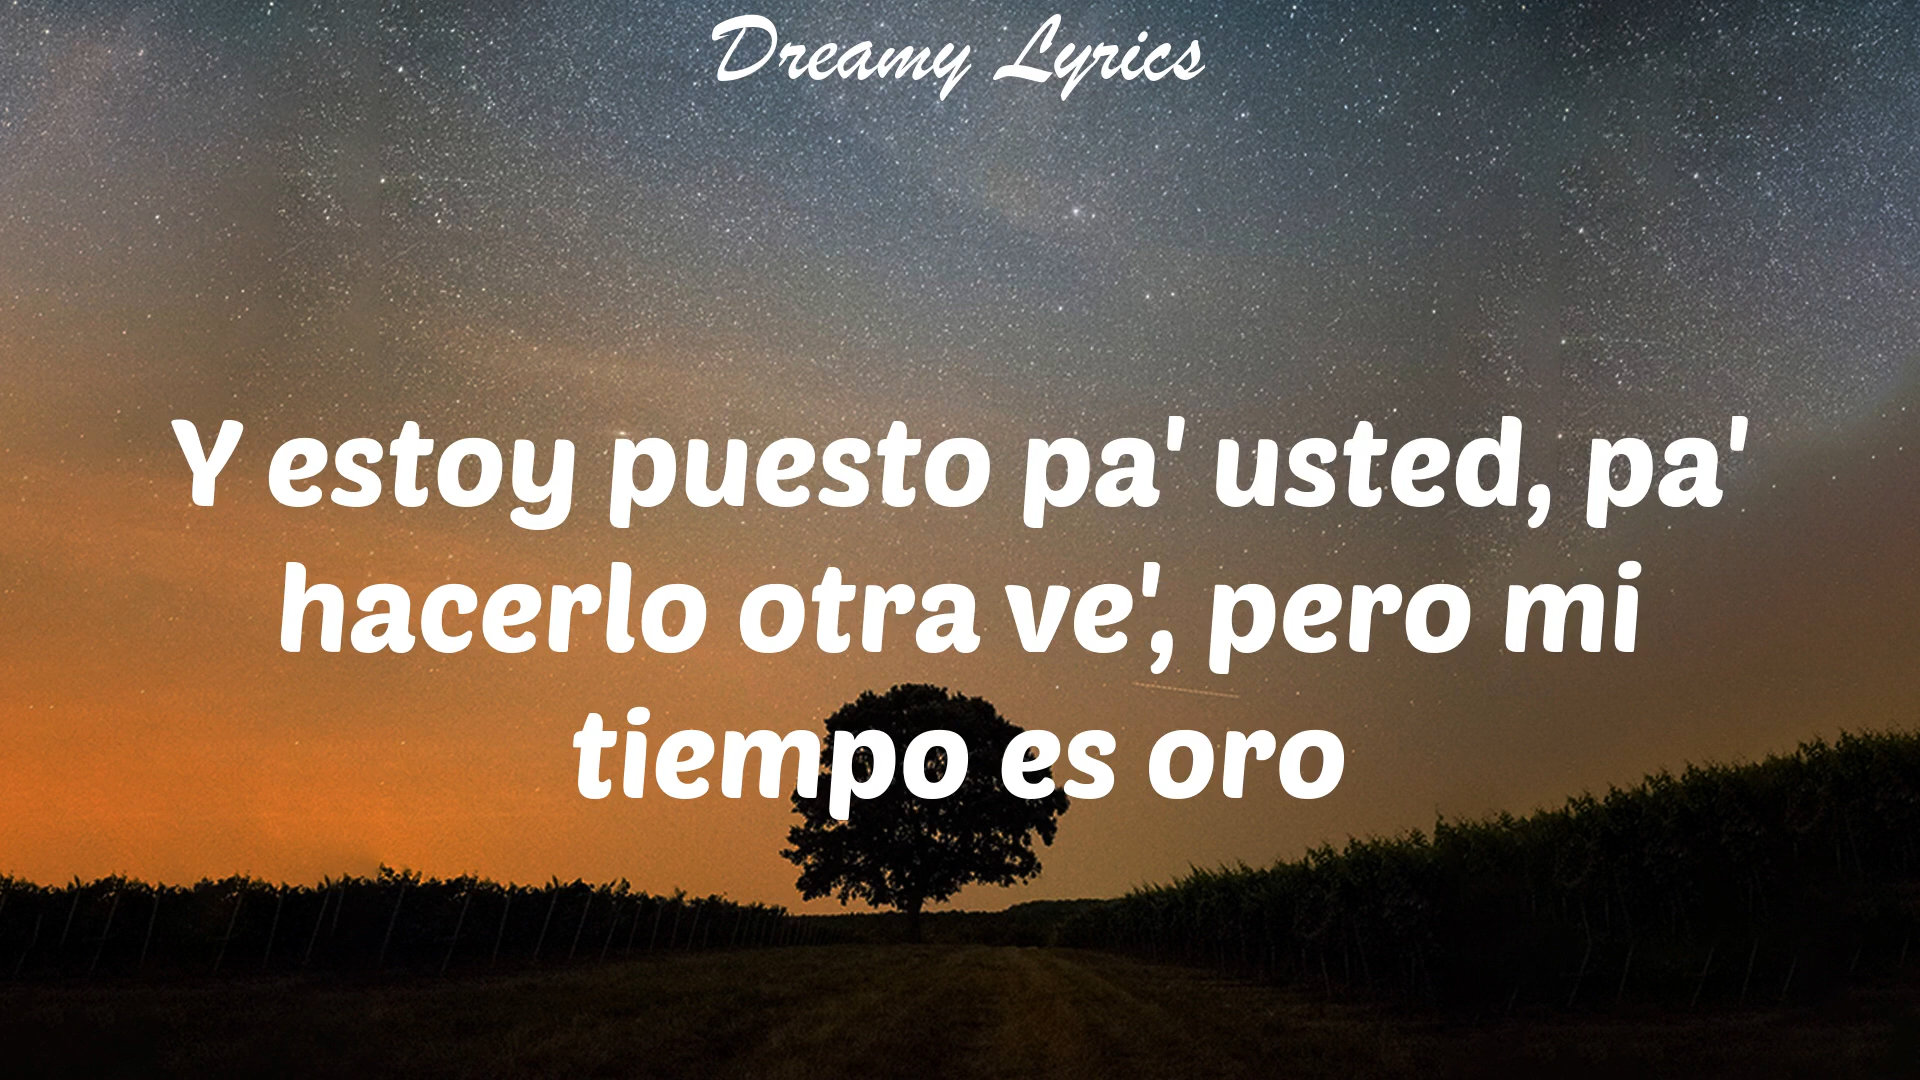 Dreamy Lyrics
Y estoy puesto pa' usted, pa'
hacerlo otra ve', pero mi
tiempo es oro